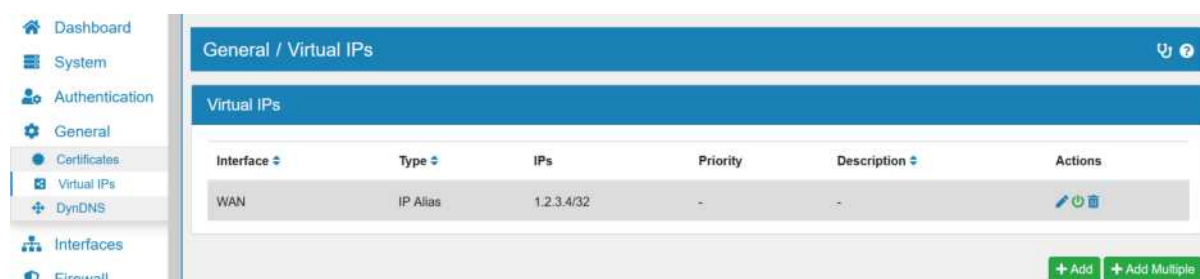 Dashboard
System
Authentication
General
Certificates
Virtual IPs
DynDNS
Interfaces
Firewall
General / Virtual IPs
Virtual IPs
Interface Type IPs Priority Description Actions
WAN IP Alias 1.2.3.4/32 - -
+ Add + Add Multiple